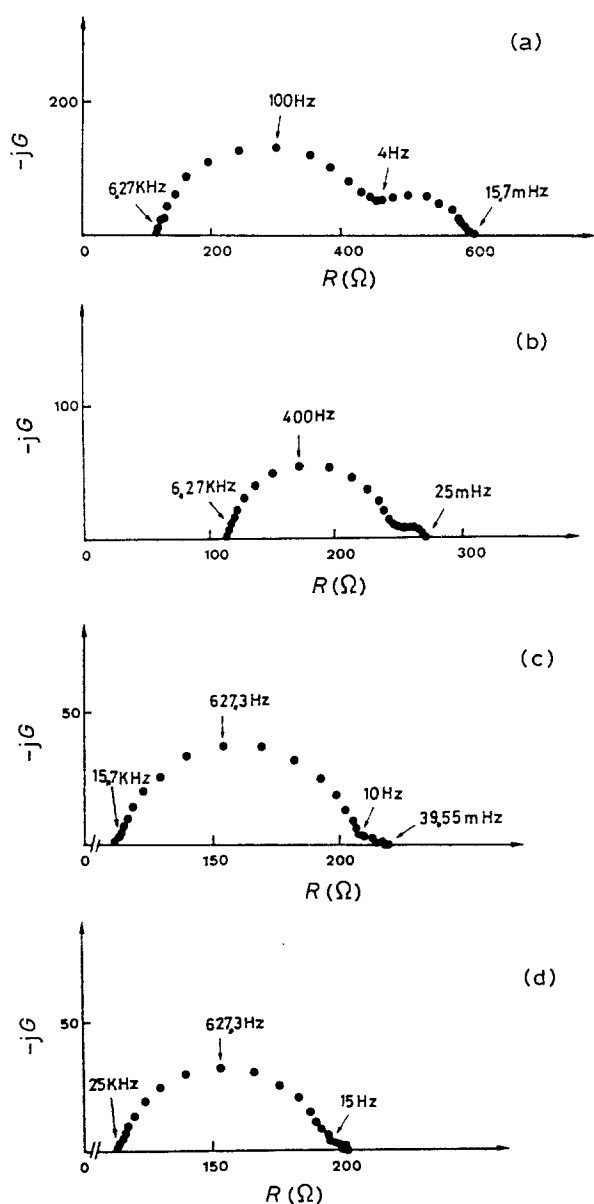 (a)
200
-jG
100Hz
4Hz
6,27KHz
15,7mHz
0 200 400 600
R(Ω)
(b)
100
-jG
400Hz
6,27KHz
25mHz
0 100 200 300
R(Ω)
(c)
50
-jG
627,3Hz
15,7KHz
10Hz
39,55mHz
0 150 200
R(Ω)
(d)
50
-jG
627,3Hz
25KHz
15Hz
0 150 200
R(Ω)